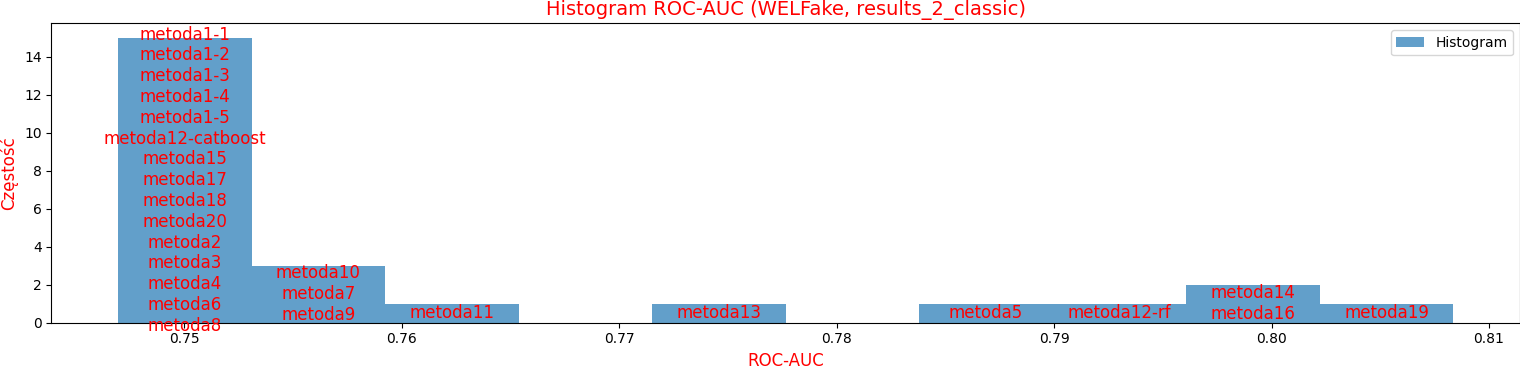 Histogram ROC-AUC (WELFake, results_2_classic)
Histogram
Częstość
14
12
10
8
6
4
2
0
metoda1-1
metoda1-2
metoda1-3
metoda1-4
metoda1-5
metoda12-catboost
metoda15
metoda17
metoda18
metoda20
metoda2
metoda3
metoda4
metoda6
metoda8
metoda10
metoda7
metoda9
metoda11
metoda13
metoda5
metoda12-rf
metoda14
metoda16
metoda19
0.75 0.76 0.77 0.78 0.79 0.80 0.81
ROC-AUC